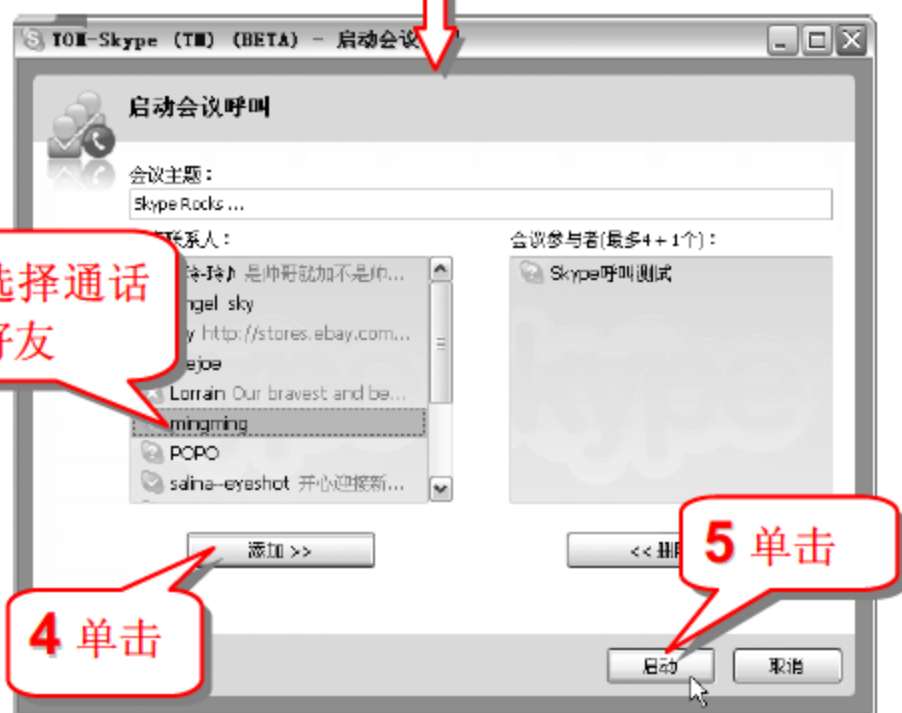 TOM-Skype (TM) (BETA) - 启动会议
启动会议呼叫
会议主题：
Skype Rocks ...
联系人：
会议参与者(最多4+1个)：
是帅哥就加不是帅...
Skype呼叫测试
ngel sky
选择通话
好友
y http://stores.ebay.com...
ejoe
Lorrain Our bravest and be...
mingming
POPO
salina--eyeshot 开心迎接新...
添加 >>
<< 删
5 单击
4 单击
启动
取消